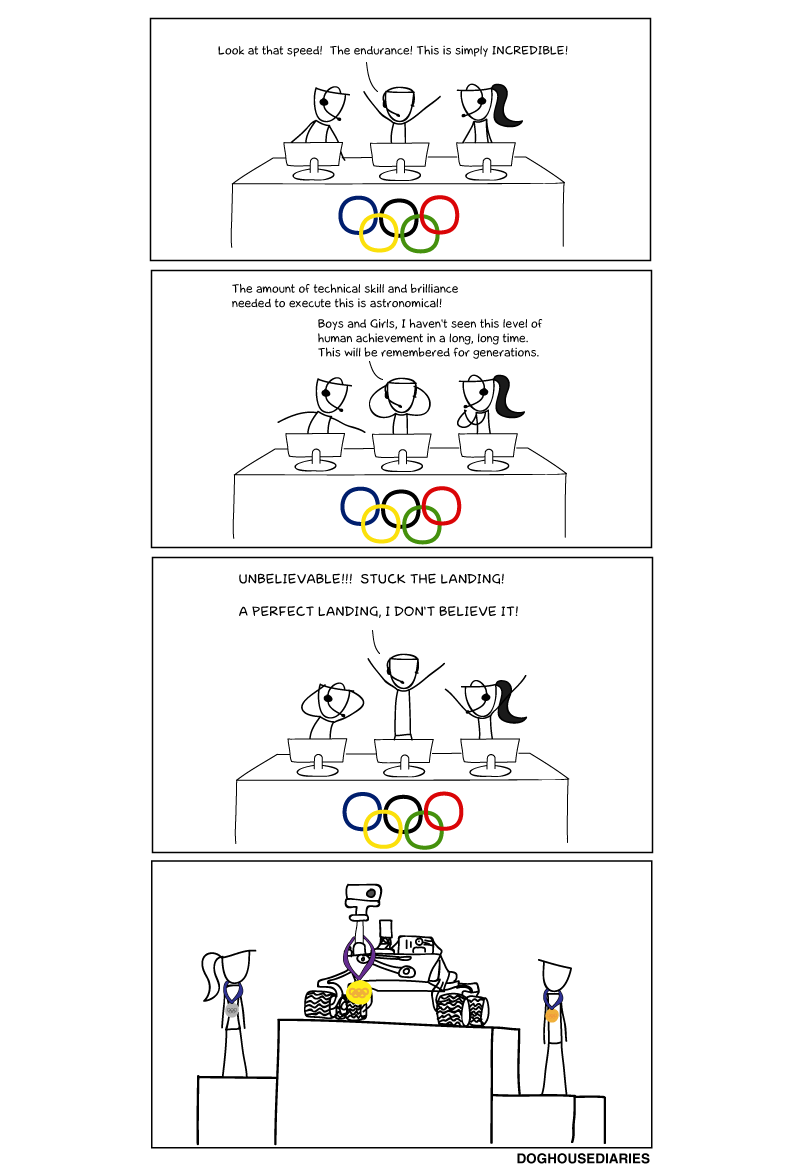 Look at that speed! The endurance! This is simply INCREDIBLE!
The amount of technical skill and brilliance
needed to execute this is astronomical!
Boys and Girls, I haven't seen this level of
human achievement in a long, long time.
This will be remembered for generations.
UNBELIEVABLE!!! STUCK THE LANDING!
A PERFECT LANDING, I DON'T BELIEVE IT!
DOGHOUSEDIARIES